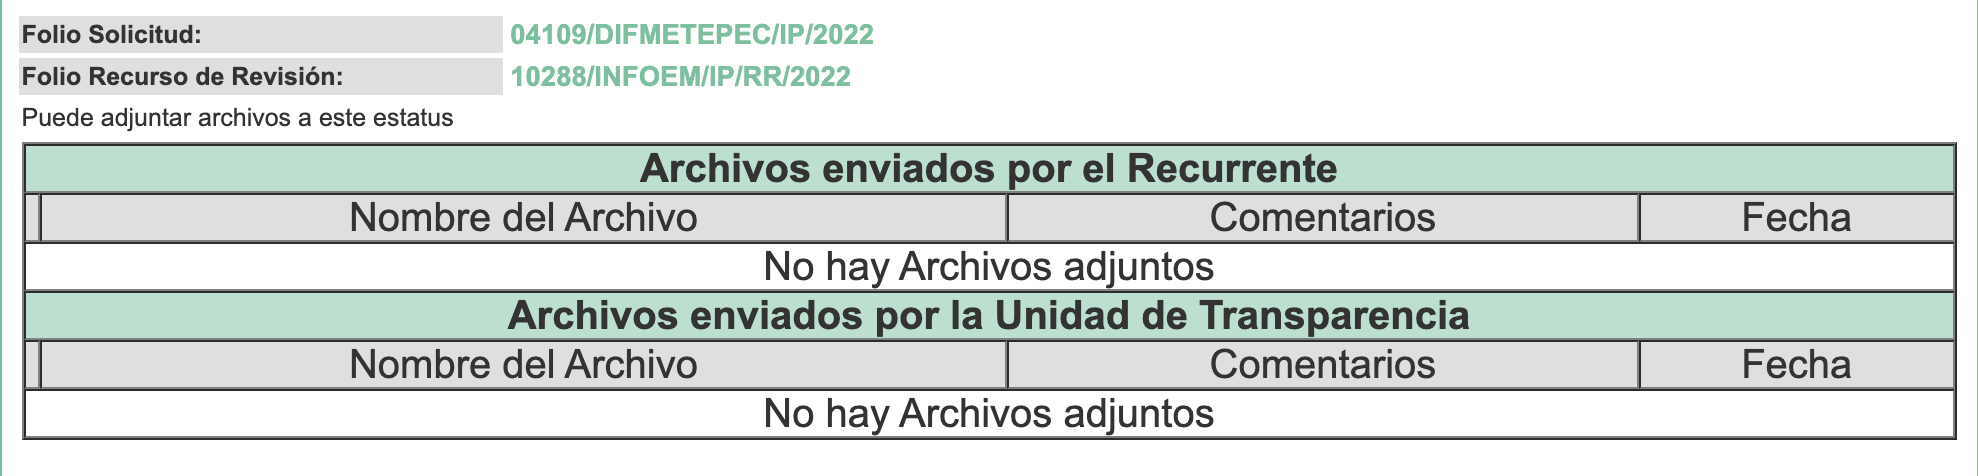 Folio Solicitud: 04109/DIFMETEPEC/IP/2022
Folio Recurso de Revisión: 10288/INFOEM/IP/RR/2022
Puede adjuntar archivos a este estatus
Archivos enviados por el Recurrente
Nombre del Archivo Comentarios Fecha
No hay Archivos adjuntos
Archivos enviados por la Unidad de Transparencia
Nombre del Archivo Comentarios Fecha
No hay Archivos adjuntos